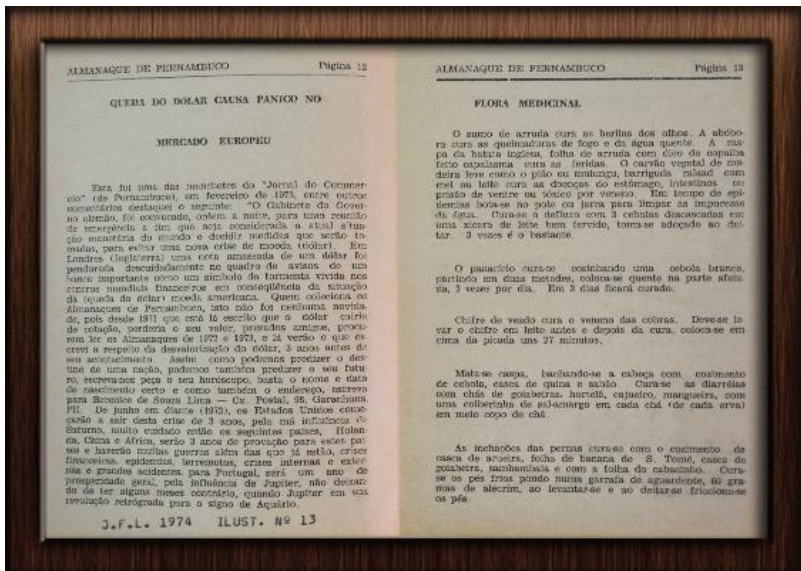 ALMANAQUE DE PERNAMBUCO Página 12
QUEDA DO DOLAR CAUSA PANICO NO
MERCADO EUROPEU
Esta foi uma das manchetes do "Jornal do Commer-
cio" (de Pernambuco), em fevereiro de 1973, entre outros
comentários destaquei o seguinte: "O Gabinete do Gover-
no alemão, foi convocado, ontem a noite, para uma reunião
de emergência a fim que seja considerada a atual situa-
ção monetária do mundo e decidir medidas que serão to-
madas, para evitar uma nova crise de moeda (dólar). Em
Londres (Inglaterra) uma nota amassada de um dólar foi
pendurada descuidadamente no quadro de avisos de um
banco importante como um símbolo da tormenta vivida nos
centros mundiais financeiros em conseqüência da situação
da (queda do dólar) moeda americana. Quem coleciona os
Almanaques de Pernambuco, isto não foi nenhuma novida-
de, pois desde 1971 que está lá escrito que o dólar cairia
de cotação, perderia o seu valor, prezados amigos, procu-
rem ler os Almanaques de 1972 e 1973, e lá verão o que es-
crevi a respeito da desvalorização do dólar, 3 anos antes de
seu acontecimento. Assim como podemos predizer o des-
tino de uma nação, podemos também predizer o seu futu-
ro, escreva-nos peça o seu horóscopo, basta o nome e data
de nascimento certo e como também o endereço, escreva
para Berenice de Souza Lima — Cx. Postal, 98, Garanhuns,
PE. De junho em diante (1973), os Estados Unidos come-
çarão a sair desta crise de 3 anos, pela má influência de
Saturno, muito cuidado então os seguintes países, Holan-
da, China e Africa, serão 3 anos de provação para estes paí-
ses e haverão muitas guerras além das que já estão, crises
financeiras, epidemias, terremotos, crises internas e exter-
nas e grandes acidentes, para Portugal, será um ano de
prosperidade geral, pela influência de Jupiter, não deixan-
do de ter alguns meses contrário, quando Jupiter em sua
revolução retrógrada para o signo de Aquário.
J.F.L. 1974 ILUST. Nº 13
ALMANAQUE DE PERNAMBUCO Página 13
FLORA MEDICINAL
O sumo de arruda cura as belidas dos olhos. A abóbo-
ra cura as queimaduras de fogo e da água quente. A ras-
pa da batata inglesa, folha de arruda com óleo de copaiba
feito cura as feridas. O carvão vegetal de ma-
deira leve como o pião ou mulungu, barriguda com
mel ou leite cura as doenças do estômago, intestinos ou
prisão de ventre ou tóxico por veneno. Em tempo de epi-
demias bota-se no pote ou jarra para limpar as impurezas
da água. Cura-se o defluxo com 3 cebolas descascadas em
uma xicara de leite bem fervido, toma-se adoçado ao dei-
tar 3 vezes é o bastante.
O panarício cura-se cozinhando uma cebola branca,
partindo em duas metades, coloca-se quente na parte afeta-
da, 3 vezes por dia. Em 3 dias ficará curado.
Chifre de veado cura o veneno das cobras. Deve-se la-
var o chifre em leite antes e depois da cura, coloca-se em
cima da picada uns 27 minutos.
Mata-se caspa, banhando-se a cabeça com cozimento
de cebola, casca de quina e sabão Cura-se as diarréias
com chás de goiabeiras, hortelã, cajueiro, mangueira, com
uma colherinha de sal-amargo em cada chá (de cada erva)
em meio copo de chá
As inchações das pernas cura-se com o cozimento de
casca de aroeira, folha de banana de S. Tomé, casca de
goiabeira, sambambaia e com a folha do cabacinho. Cura-
se os pés frios pondo numa garrafa de aguardente, 60 gra-
mas de alecrim, ao levantar-se e ao deitar-se fricciona-se
os pés.